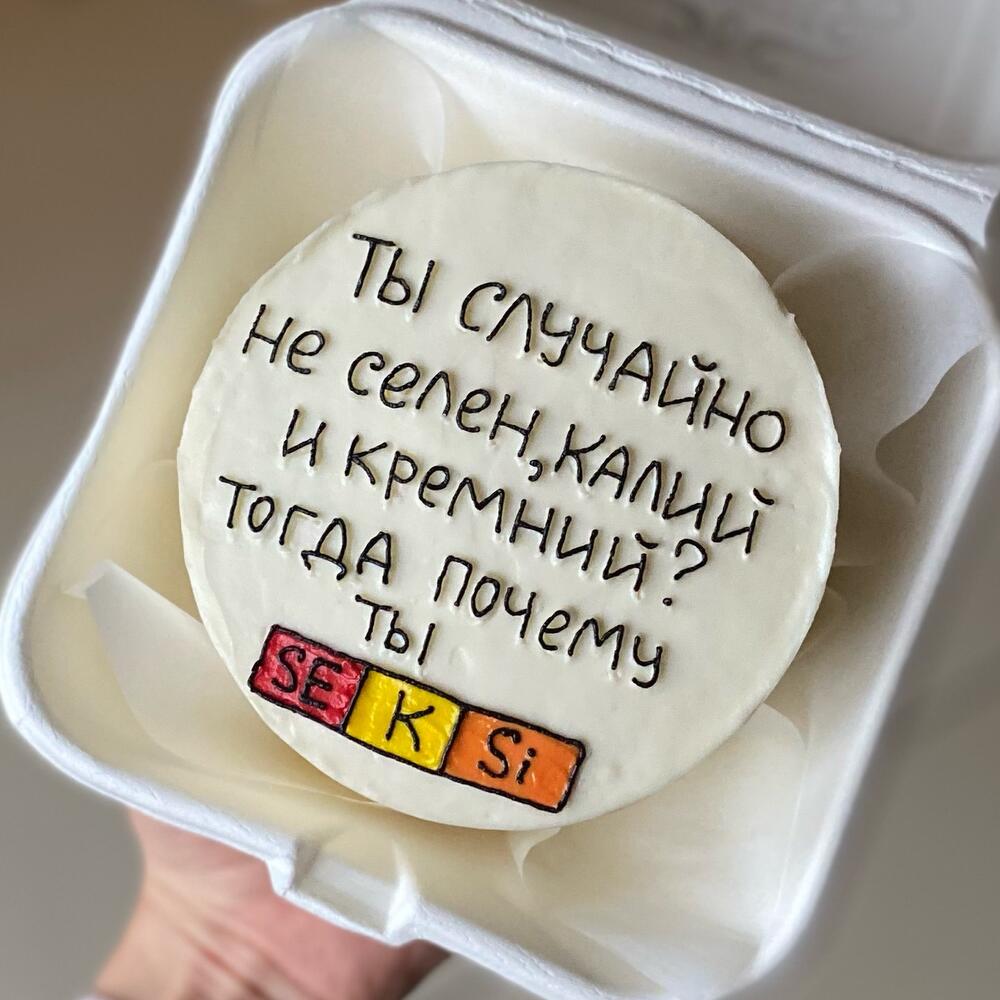 Ты случАйно
не селен, кАлий
и кремний?
тогдА почему
ты
SE K Si